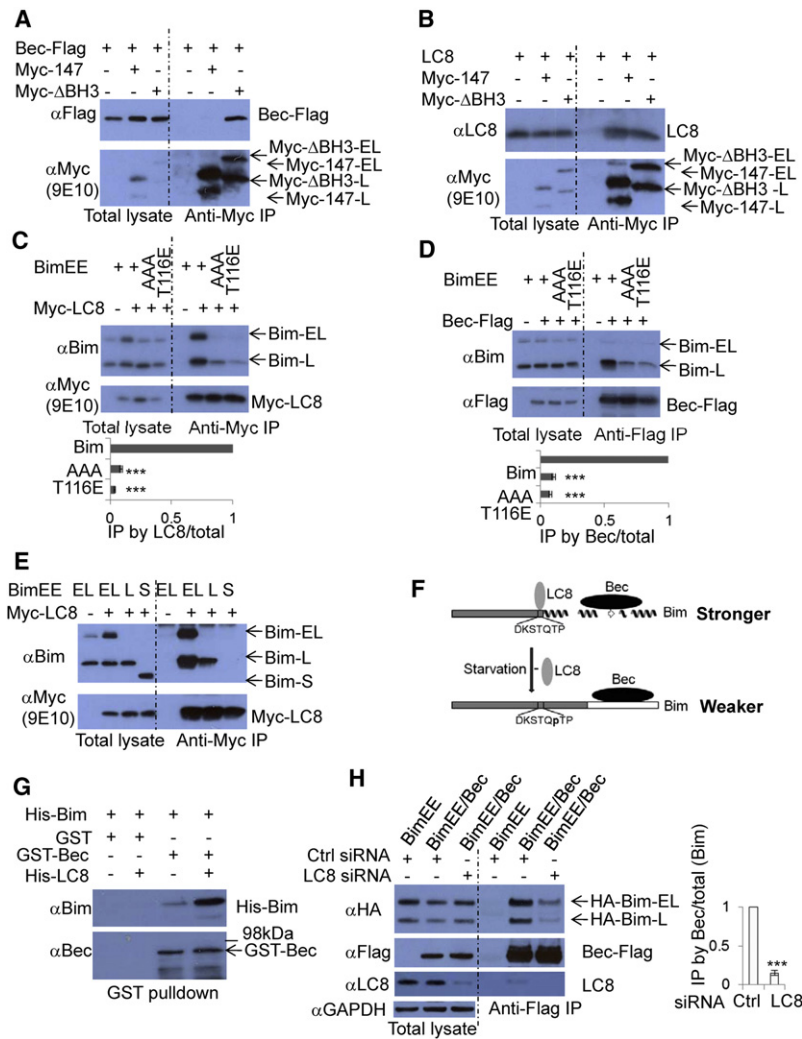 A
Bec-Flag + + + + + +
Myc-147 - + - - + -
Myc-ΔBH3 - - + - - +
αFlag
Bec-Flag
αMyc
(9E10)
Myc-ΔBH3-EL
Myc-147-EL
Myc-ΔBH3-L
Myc-147-L
Total lysate Anti-Myc IP
B
LC8 + + + + + +
Myc-147 - + - - + -
Myc-ΔBH3 - - + - - +
αLC8
LC8
αMyc
(9E10)
Myc-ΔBH3-EL
Myc-147-EL
Myc-ΔBH3 -L
Myc-147-L
Total lysate Anti-Myc IP
C
BimEE + + AAA T116E + + AAA T116E
Myc-LC8 - + + + - + + +
αBim
Bim-EL
Bim-L
αMyc
(9E10)
Myc-LC8
Total lysate Anti-Myc IP
Bim
AAA ***
T116E ***
0 0.5 1
IP by LC8/total
D
BimEE + + AAA T116E + + AAA T116E
Bec-Flag - + + + - + + +
αBim
Bim-EL
Bim-L
αFlag
Bec-Flag
Total lysate Anti-Flag IP
Bim ***
AAA ***
T116E
0 0.5 1
IP by Bec/total
E
BimEE EL EL L S EL EL L S
Myc-LC8 - + + + - + + +
αBim
Bim-EL
Bim-L
Bim-S
αMyc
(9E10)
Myc-LC8
Total lysate Anti-Myc IP
F
LC8
Bec
Bim Stronger
DKSTQTP
Starvation
LC8
Bec
Bim Weaker
DKSTQpTP
G
His-Bim + + + +
GST + + - -
GST-Bec - - + +
His-LC8 - + - +
αBim
His-Bim
αBec
98kDa
GST-Bec
GST pulldown
H
BimEE BimEE/Bec BimEE/Bec BimEE BimEE/Bec BimEE/Bec
Ctrl siRNA + + - + + -
LC8 siRNA - - + - - +
αHA
HA-Bim-EL
HA-Bim-L
αFlag
Bec-Flag
αLC8
LC8
αGAPDH
Total lysate Anti-Flag IP
IP by Bec/total (Bim)
1
0.5
0
***
siRNA Ctrl LC8